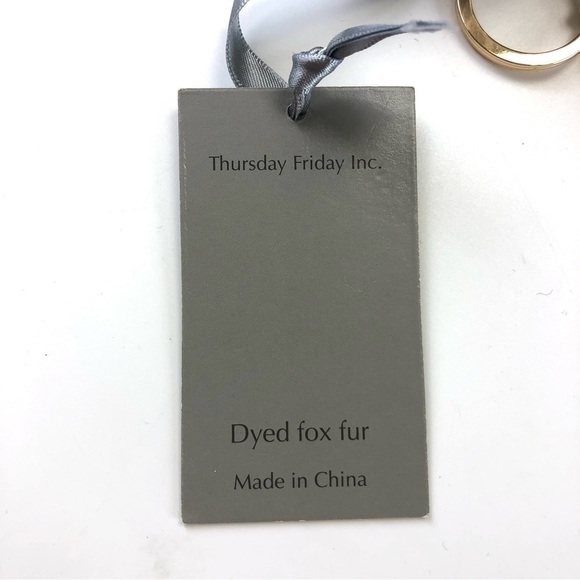 Thursday Friday Inc.
Dyed fox fur
Made in China